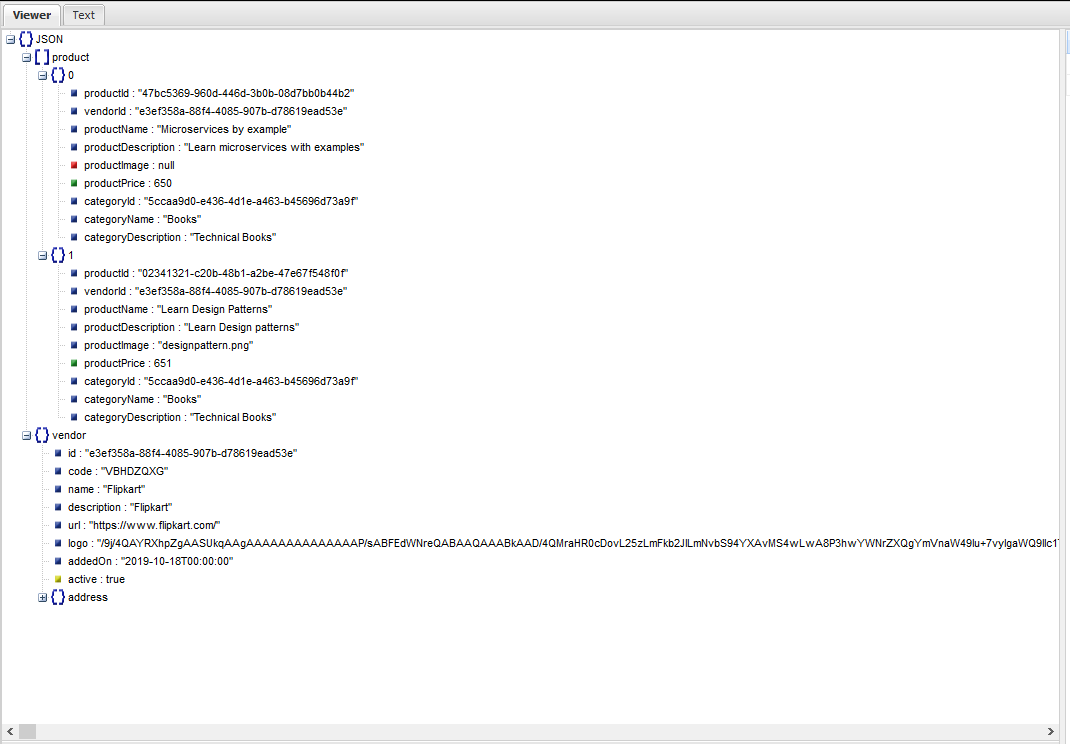 Viewer Text
JSON
product
0
productId : "47bc5369-960d-446d-3b0b-08d7bb0b44b2"
vendorId : "e3ef358a-88f4-4085-907b-d78619ead53e"
productName : "Microservices by example"
productDescription : "Learn microservices with examples"
productImage : null
productPrice : 650
categoryId : "5ccaa9d0-e436-4d1e-a463-b45696d73a9f"
categoryName : "Books"
categoryDescription : "Technical Books"
1
productId : "02341321-c20b-48b1-a2be-47e67f548f0f"
vendorId : "e3ef358a-88f4-4085-907b-d78619ead53e"
productName : "Learn Design Patterns"
productDescription : "Learn Design patterns"
productImage : "designpattern.png"
productPrice : 651
categoryId : "5ccaa9d0-e436-4d1e-a463-b45696d73a9f"
categoryName : "Books"
categoryDescription : "Technical Books"
vendor
id : "e3ef358a-88f4-4085-907b-d78619ead53e"
code : "VBHDZQXG"
name : "Flipkart"
description : "Flipkart"
url : "https://www.flipkart.com/"
logo :
addedOn : "2019-10-18T00:00:00"
active : true
address